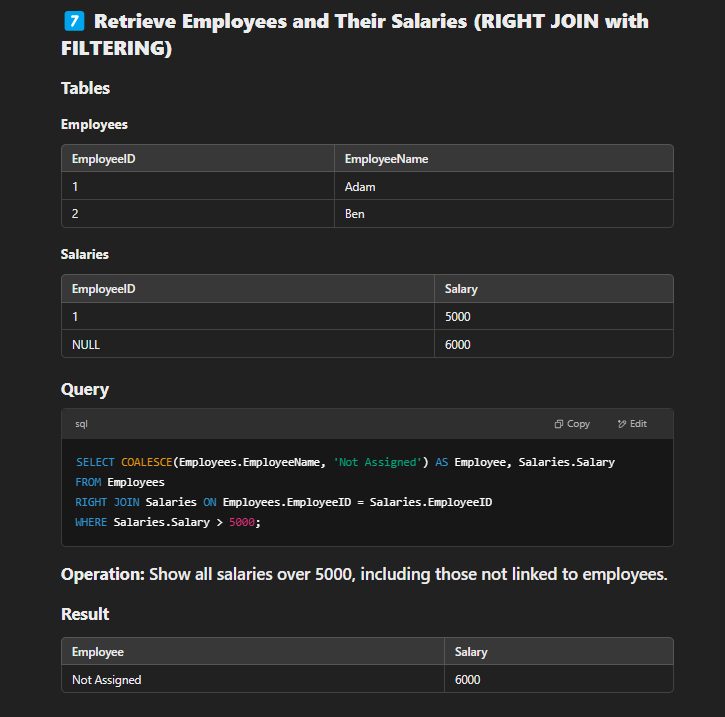 7 Retrieve Employees and Their Salaries (RIGHT JOIN with
FILTERING)
Tables
Employees
EmployeeID EmployeeName
1 Adam
2 Ben
Salaries
EmployeeID Salary
1 5000
NULL 6000
Query
sql Copy Edit
SELECT COALESCE(Employees.EmployeeName, 'Not Assigned') AS Employee, Salaries.Salary
FROM Employees
RIGHT JOIN Salaries ON Employees.EmployeeID = Salaries.EmployeeID
WHERE Salaries.Salary > 5000;
Operation: Show all salaries over 5000, including those not linked to employees.
Result
Employee Salary
Not Assigned 6000